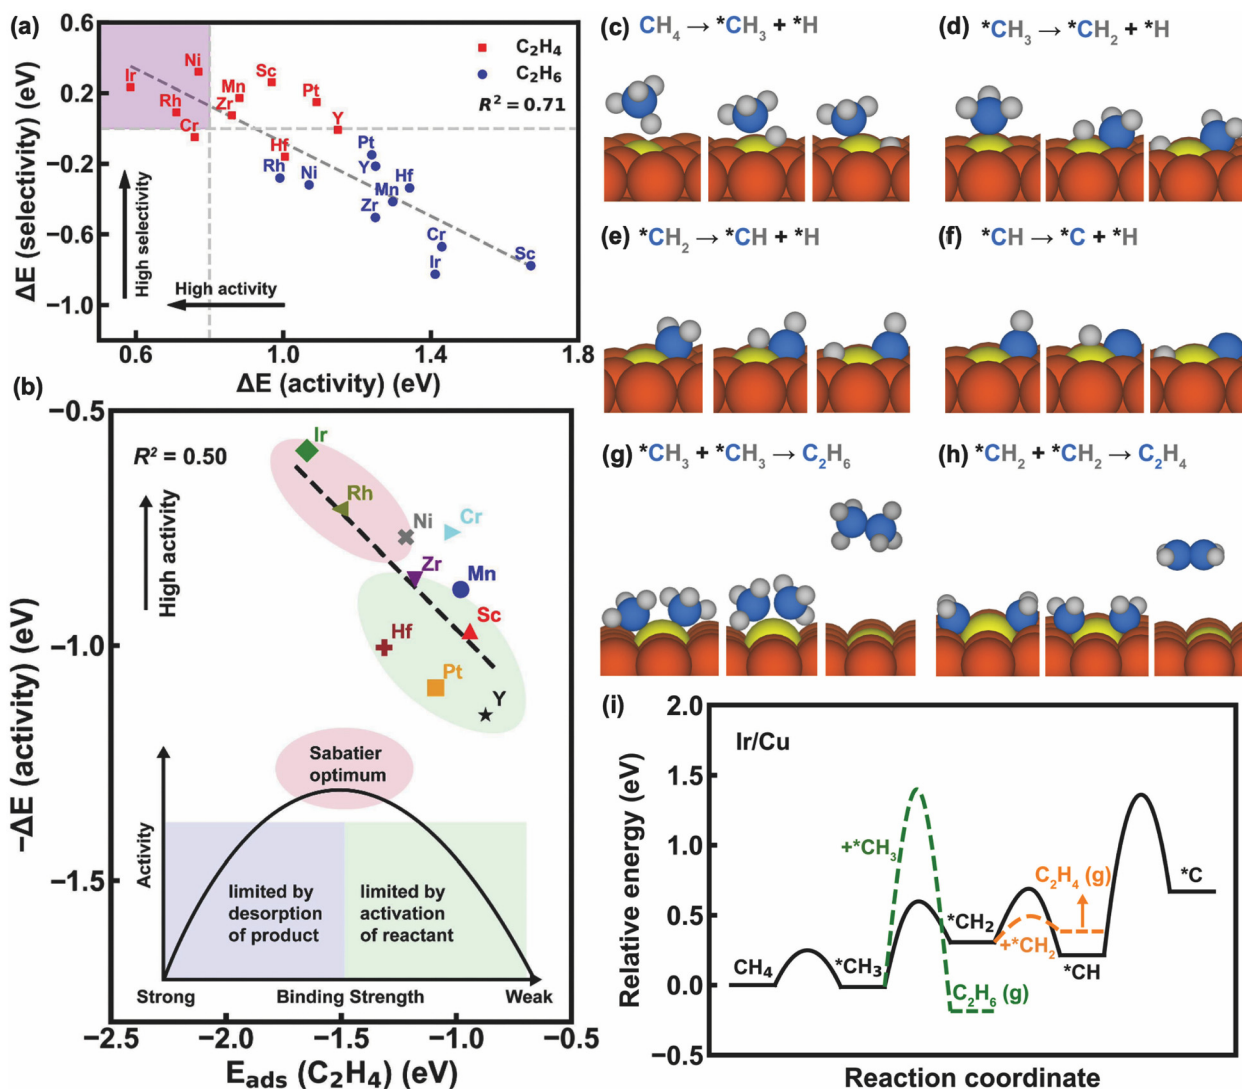 (a)
0.6
0.2
−0.2
−0.6
−1.0
ΔE (selectivity) (eV)
C₂H₄
C₂H₆
R² = 0.71
Ir
Ni
Rh
Cr
Mn
Zr
Sc
Pt
Y
Hf
Rh
Ni
Pt
Y
Hf
Mn
Zr
Cr
Ir
Sc
High selectivity
High activity
0.6
1.0
1.4
1.8
ΔE (activity) (eV)
(b)
−0.5
−1.0
−1.5
−ΔE (activity) (eV)
R² = 0.50
High activity
Ir
Rh
Ni
Cr
Zr
Mn
Sc
Hf
Pt
Y
Sabatier
optimum
Activity
limited by
desorption
of product
limited by
activation
of reactant
Strong
Binding Strength
Weak
−2.5
−2.0
−1.5
−1.0
−0.5
Eads (C₂H₄) (eV)
(c) CH₄ → *CH₃ + *H
(d) *CH₃ → *CH₂ + *H
(e) *CH₂ → *CH + *H
(f) *CH → *C + *H
(g) *CH₃ + *CH₃ → C₂H₆
(h) *CH₂ + *CH₂ → C₂H₄
(i)
2.0
1.5
1.0
0.5
0.0
−0.5
Relative energy (eV)
Ir/Cu
CH₄
*CH₃
+*CH₃
*CH₂
C₂H₆ (g)
+*CH₂
C₂H₄ (g)
*CH
*C
Reaction coordinate